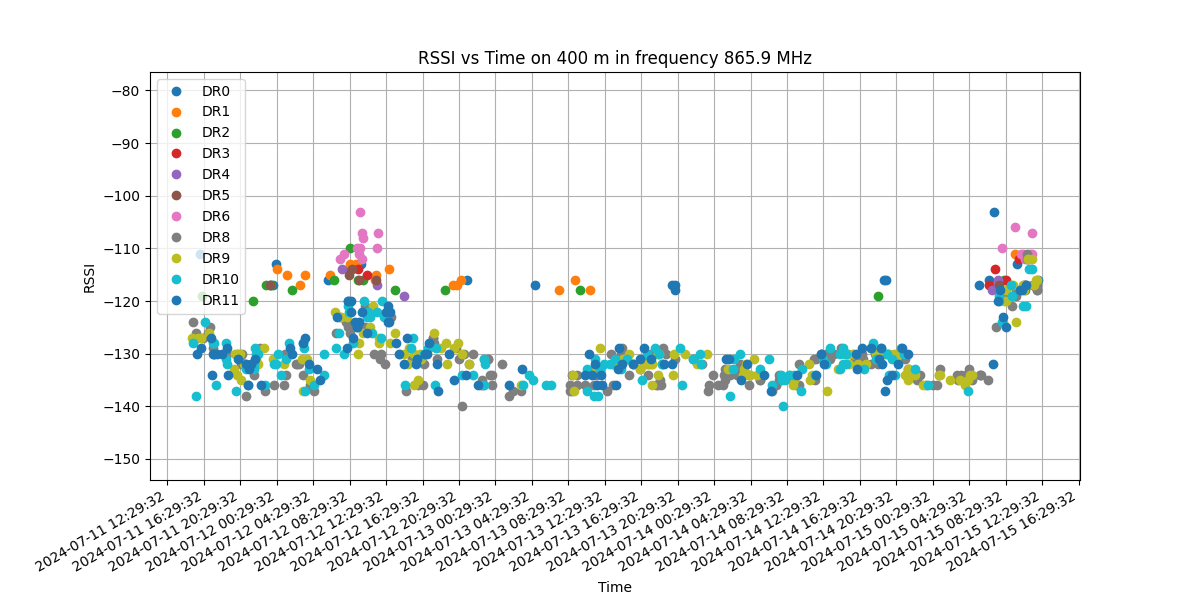 RSSI vs Time on 400 m in frequency 865.9 MHz
DR0
DR1
DR2
DR3
DR4
DR5
DR6
DR8
DR9
DR10
DR11
−80
−90
−100
−110
−120
−130
−140
−150
RSSI
2024-07-11 12:29:32
2024-07-11 16:29:32
2024-07-11 20:29:32
2024-07-12 00:29:32
2024-07-12 04:29:32
2024-07-12 08:29:32
2024-07-12 12:29:32
2024-07-12 16:29:32
2024-07-12 20:29:32
2024-07-13 00:29:32
2024-07-13 04:29:32
2024-07-13 08:29:32
2024-07-13 12:29:32
2024-07-13 16:29:32
2024-07-13 20:29:32
2024-07-14 00:29:32
2024-07-14 04:29:32
2024-07-14 08:29:32
2024-07-14 12:29:32
2024-07-14 16:29:32
2024-07-14 20:29:32
2024-07-15 00:29:32
2024-07-15 04:29:32
2024-07-15 08:29:32
2024-07-15 12:29:32
2024-07-15 16:29:32
Time